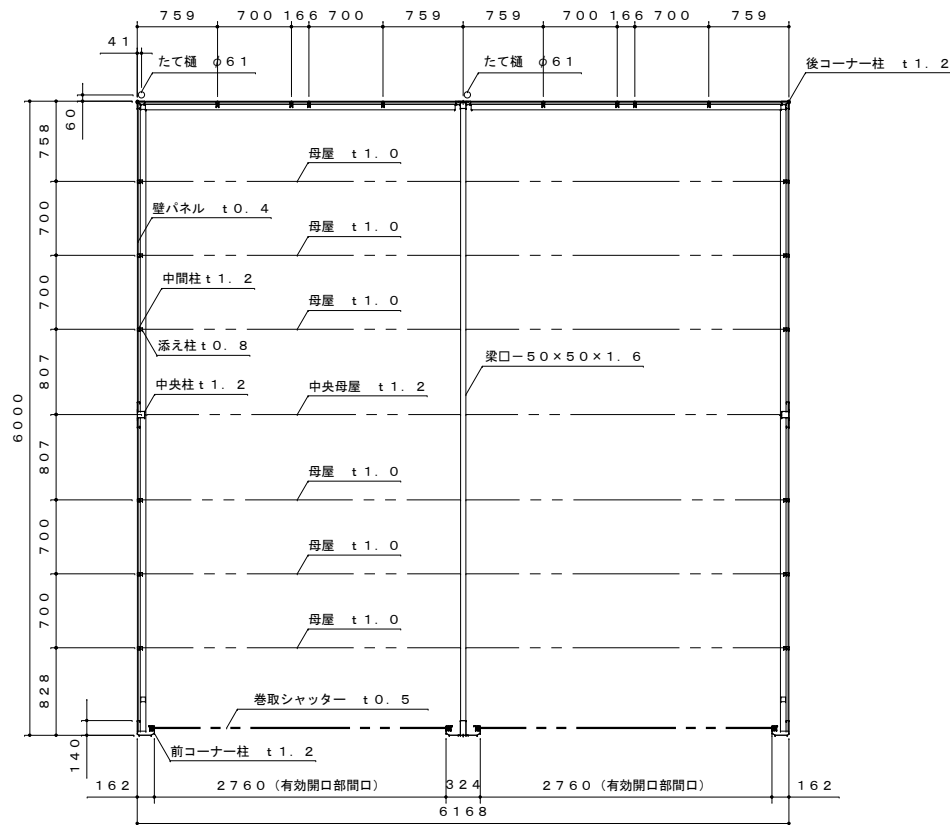 ７５９　７００　１６６　７００　７５９　７５９　７００　１６６　７００　７５９
４１
たて樋　φ６１
たて樋　φ６１
後コーナー柱　ｔ１．２
６０
７５８
母屋　ｔ１．０
７００
壁パネル　ｔ０．４
母屋　ｔ１．０
７００
中間柱ｔ１．２
母屋　ｔ１．０
添え柱ｔ０．８
８０７
梁口－５０×５０×１．６
中央柱ｔ１．２
中央母屋　ｔ１．２
６０００
８０７
母屋　ｔ１．０
７００
母屋　ｔ１．０
７００
母屋　ｔ１．０
８２８
巻取シャッター　ｔ０．５
１４０
前コーナー柱　ｔ１．２
１６２　２７６０（有効開口部間口）　３２４　２７６０（有効開口部間口）　１６２
６１６８